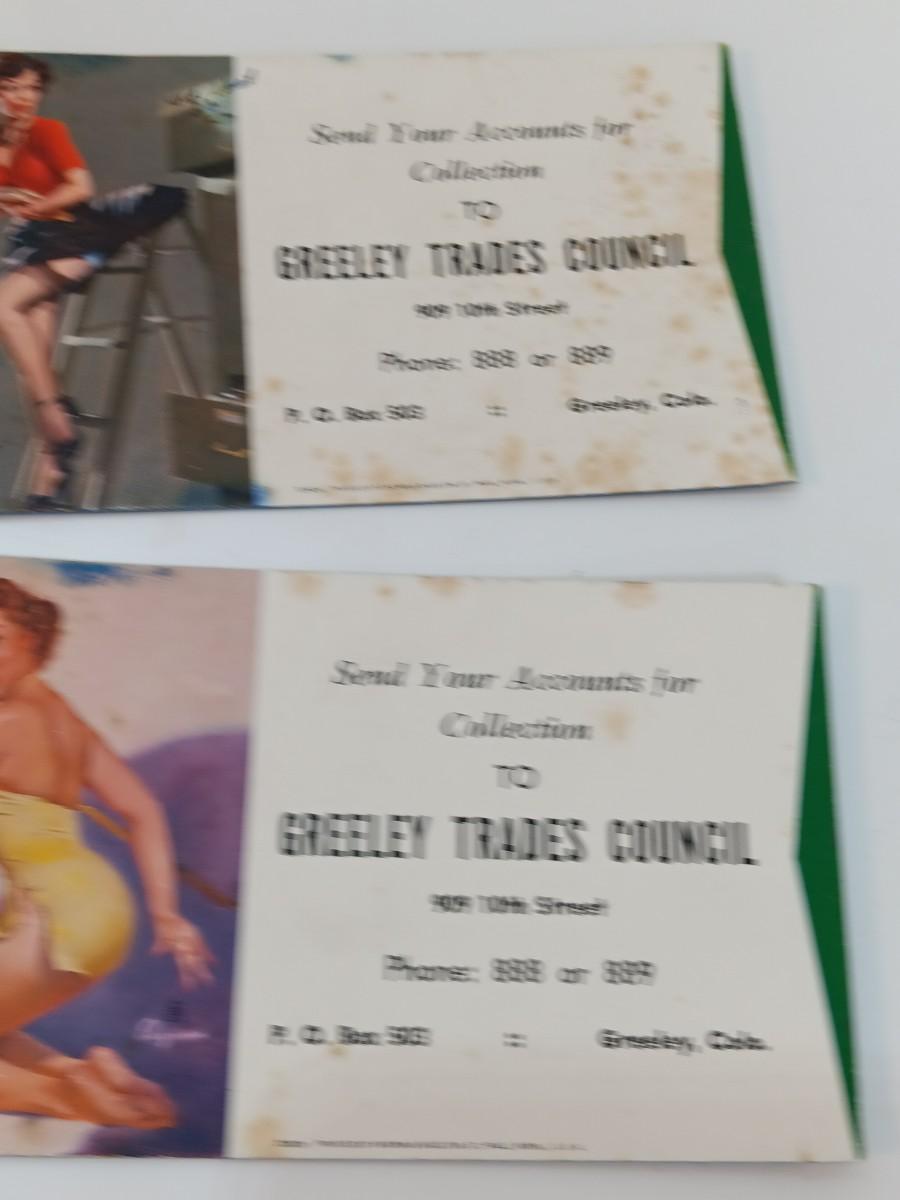 Send Your Accounts for
Collection
TO
GREELEY TRADES COUNCIL
909 10th Street
Phone: 888 or 889
P. O. Box 503 :: Greeley, Colo.
Send Your Accounts for
Collection
TO
GREELEY TRADES COUNCIL
909 10th Street
Phone: 888 or 889
P. O. Box 503 :: Greeley, Colo.
Elvgren